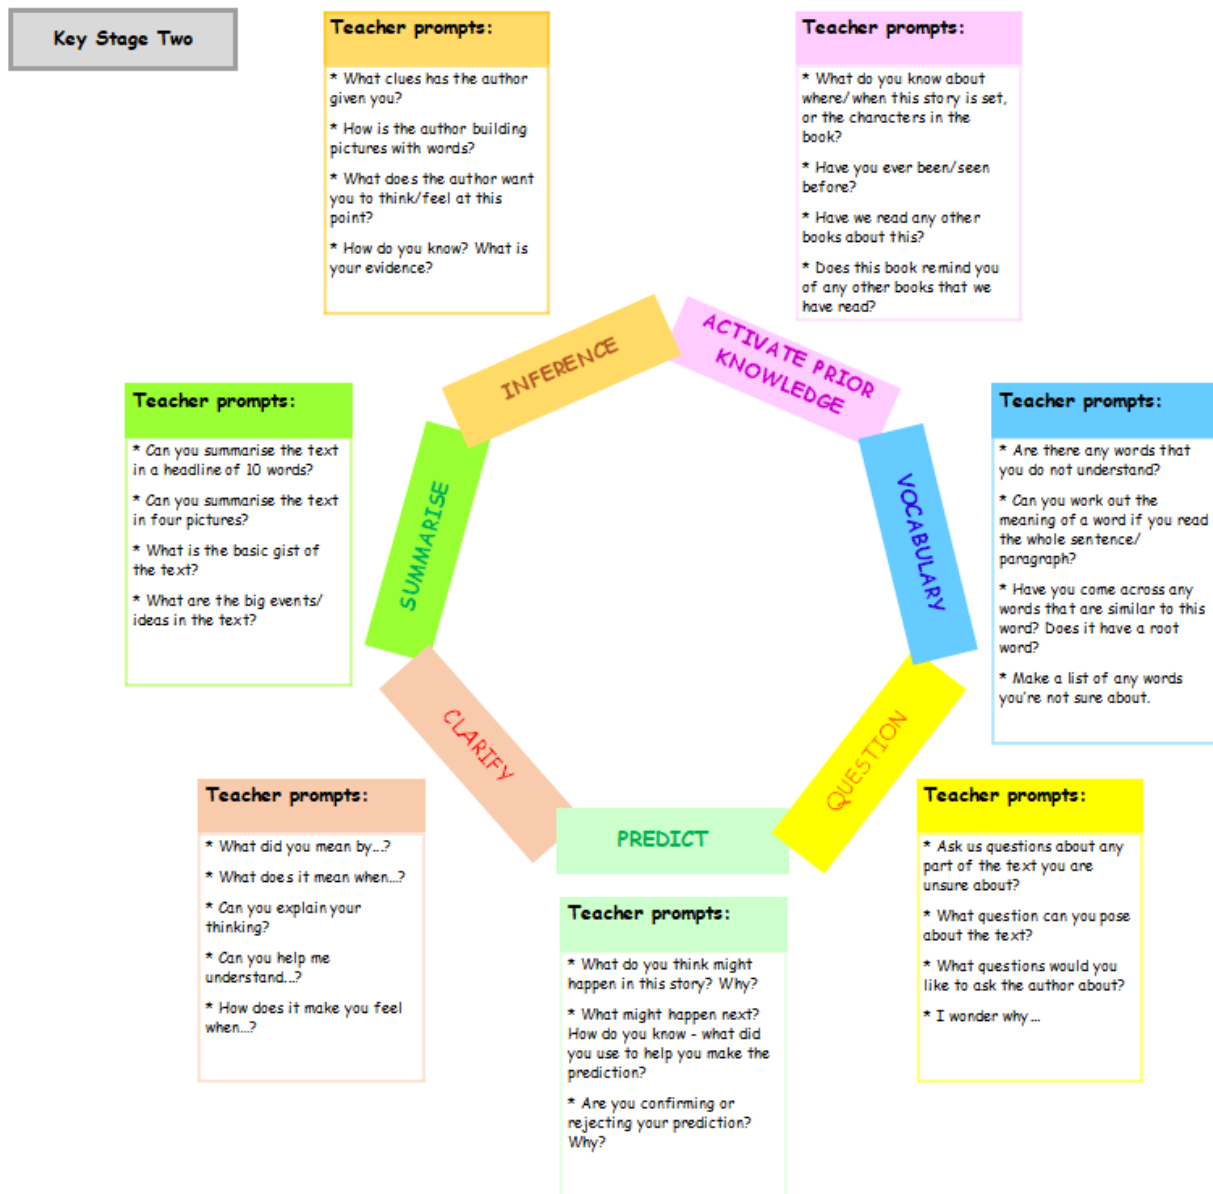 Key Stage Two
Teacher prompts:
* What clues has the author
given you?
* How is the author building
pictures with words?
* What does the author want
you to think/feel at this
point?
* How do you know? What is
your evidence?
Teacher prompts:
* What do you know about
where/when this story is set,
or the characters in the
book?
* Have you ever been/seen
before?
* Have we read any other
books about this?
* Does this book remind you
of any other books that we
have read?
INFERENCE
ACTIVATE PRIOR
KNOWLEDGE
Teacher prompts:
* Can you summarise the text
in a headline of 10 words?
* Can you summarise the text
in four pictures?
* What is the basic gist of
the text?
* What are the big events/
ideas in the text?
SUMMARISE
VOCABULARY
Teacher prompts:
* Are there any words that
you do not understand?
* Can you work out the
meaning of a word if you read
the whole sentence/
paragraph?
* Have you come across any
words that are similar to this
word? Does it have a root
word?
* Make a list of any words
you're not sure about.
CLARIFY
QUESTION
PREDICT
Teacher prompts:
* What did you mean by...?
* What does it mean when...?
* Can you explain your
thinking?
* Can you help me
understand...?
* How does it make you feel
when...?
Teacher prompts:
* What do you think might
happen in this story? Why?
* What might happen next?
How do you know - what did
you use to help you make the
prediction?
* Are you confirming or
rejecting your prediction?
Why?
Teacher prompts:
* Ask us questions about any
part of the text you are
unsure about?
* What question can you pose
about the text?
* What questions would you
like to ask the author about?
* I wonder why...